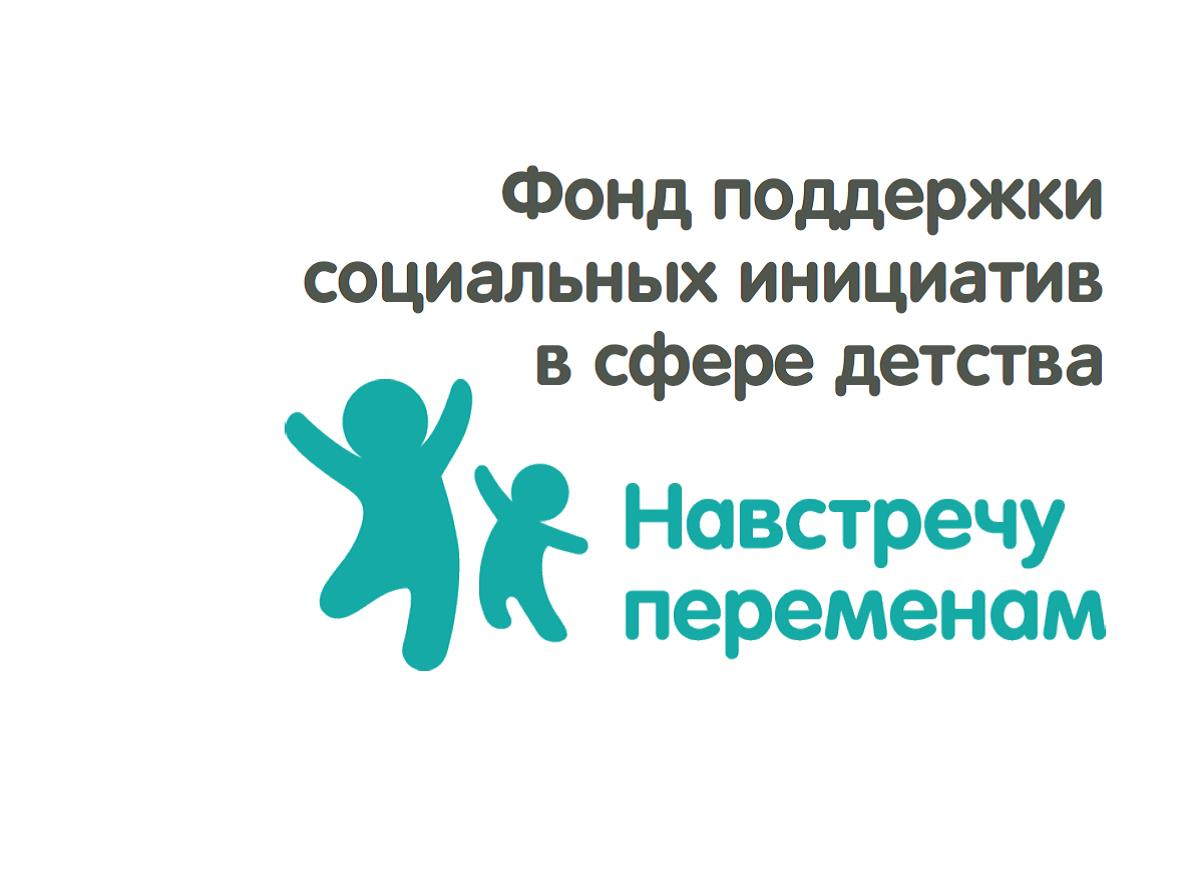 Фонд поддержки
социальных инициатив
в сфере детства
Навстречу
переменам